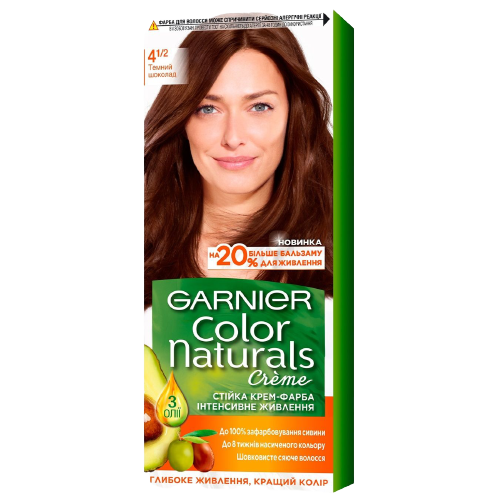 ФАРБА ДЛЯ ВОЛОССЯ МОЖЕ СПРИЧИНИТИ СЕРЙОЗНІ АЛЕРГІЧНІ РЕАКЦІЇ
4 1/2
Темний
шоколад
НОВИНКА
НА 20% БІЛЬШЕ БАЛЬЗАМУ
ДЛЯ ЖИВЛЕННЯ
GARNIER
Color
Naturals
Crème
СТІЙКА КРЕМ-ФАРБА
ІНТЕНСИВНЕ ЖИВЛЕННЯ
3
ОЛІЇ
До 100% зафарбовування сивини
До 8 тижнів насиченого кольору
Шовковисте сяюче волосся
ГЛИБОКЕ ЖИВЛЕННЯ, КРАЩИЙ КОЛІР